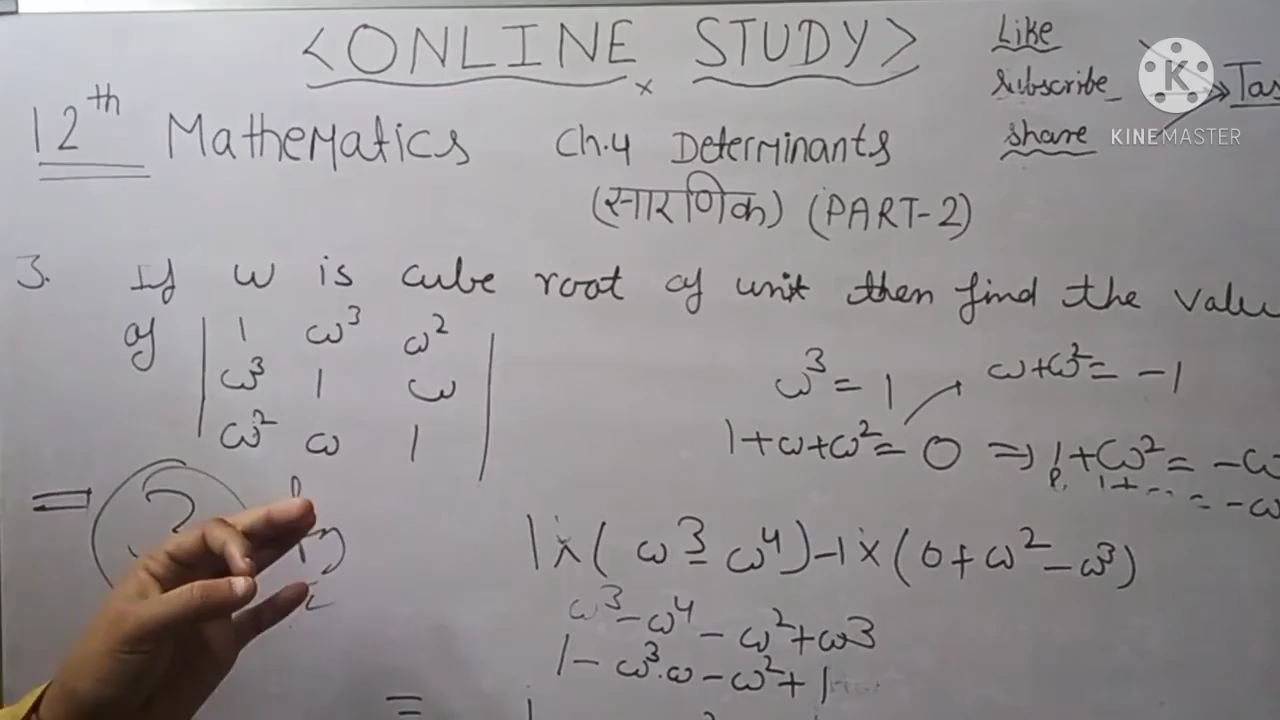 <ONLINE STUDY>
Like
Subscribe
share
KINEMASTER
12th Mathematics Ch.4 Determinants
(सारणिक) (PART-2)
3. If ω is cube root of unit then find the value
of | 1 ω³ ω² |
| ω³ 1 ω |
| ω² ω 1 |
ω³ = 1
ω+ω² = -1
1+ω+ω² = 0 ⇒ 1+ω² = -ω
= ?
1×(ω³-ω⁴)-1×(0+ω²-ω³)
ω³-ω⁴-ω²+ω3
1-ω³.ω-ω²+1
=